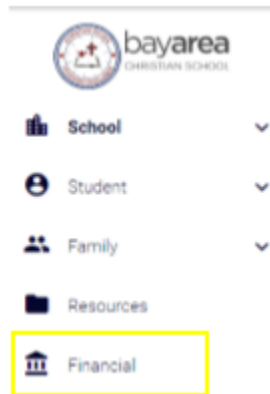 bayarea
CHRISTIAN SCHOOL
School
Student
Family
Resources
Financial